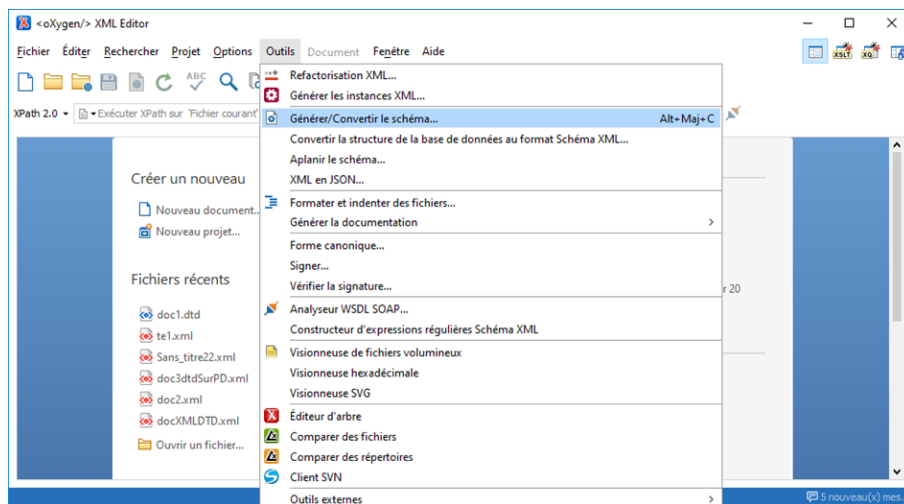 <oXygen/> XML Editor
Fichier Éditer Rechercher Projet Options Outils Document Fenêtre Aide
XSLT XQ
ABC
XPath 2.0 Exécuter XPath sur 'Fichier courant'
Refactorisation XML...
Générer les instances XML...
Générer/Convertir le schéma... Alt+Maj+C
Convertir la structure de la base de données au format Schéma XML...
Aplanir le schéma...
XML en JSON...
Formater et indenter des fichiers...
Générer la documentation
Forme canonique...
Signer...
Vérifier la signature...
Analyseur WSDL SOAP...
Constructeur d'expressions régulières Schéma XML
Visionneuse de fichiers volumineux
Visionneuse hexadécimale
Visionneuse SVG
Éditeur d'arbre
Comparer des fichiers
Comparer des répertoires
Client SVN
Outils externes
Créer un nouveau
Nouveau document...
Nouveau projet...
Fichiers récents
doc1.dtd
te1.xml
Sans_titre22.xml
doc3dtdSurPD.xml
doc2.xml
docXMLDTD.xml
Ouvrir un fichier...
r 20
5 nouveau(x) mes.